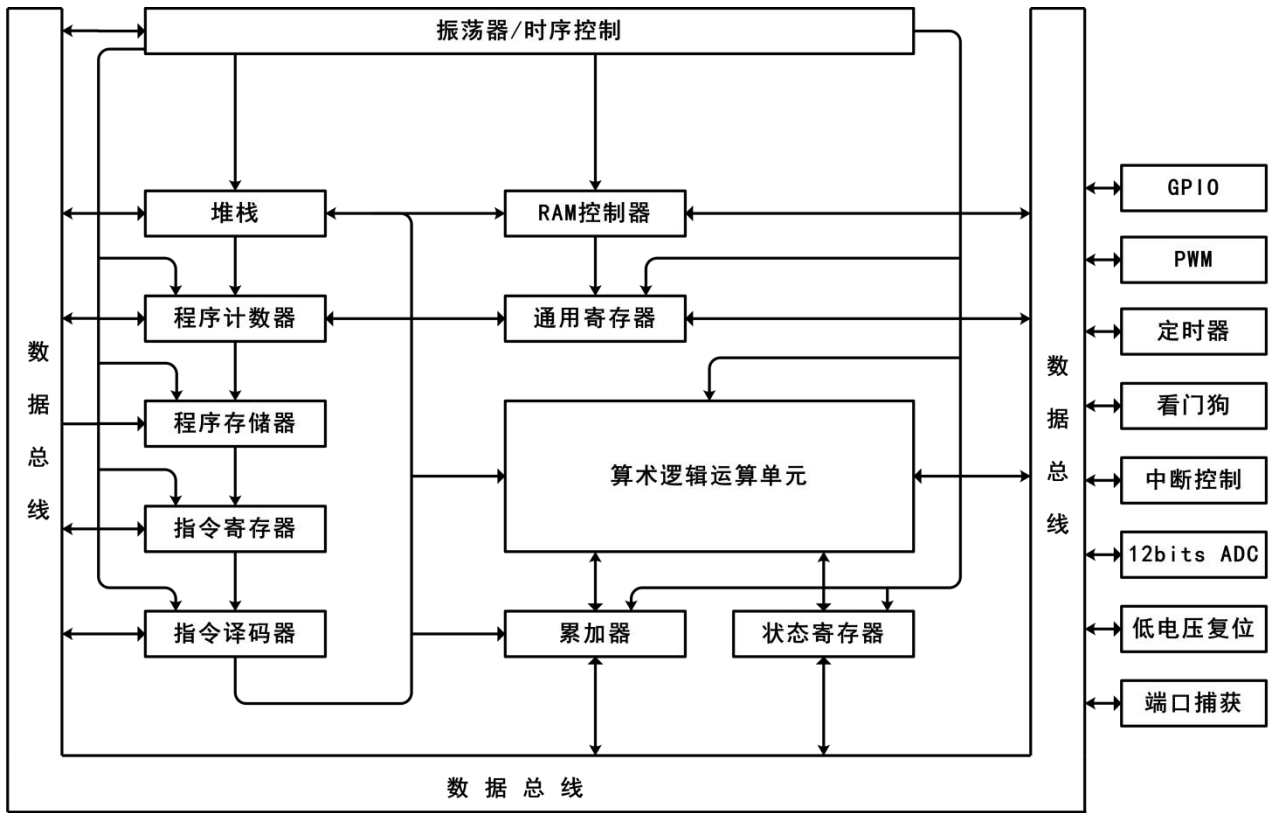 振荡器/时序控制
堆栈
RAM控制器
程序计数器
通用寄存器
程序存储器
算术逻辑运算单元
指令寄存器
指令译码器
累加器
状态寄存器
数据总线
数据总线
数据总线
GPIO
PWM
定时器
看门狗
中断控制
12bits ADC
低电压复位
端口捕获